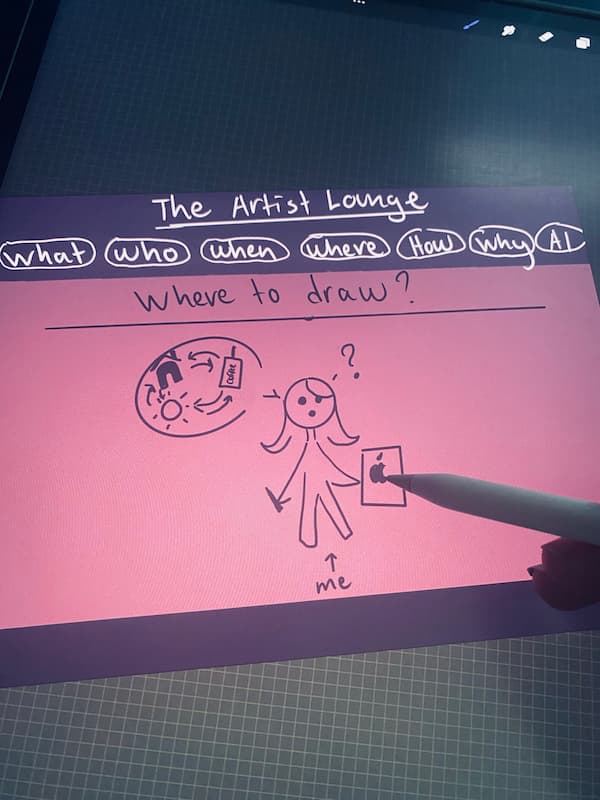 The Artist Lounge
what who when where How why AI
Where to draw?
?
coffee
me